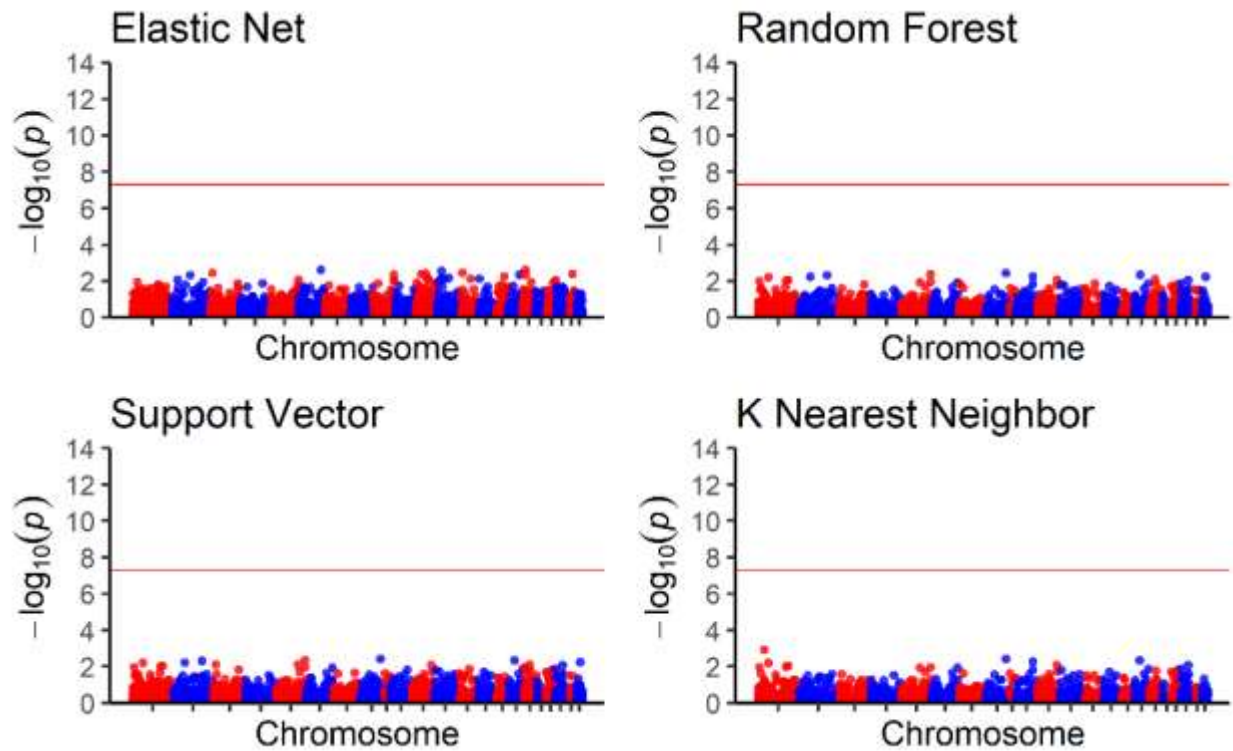 Elastic Net
14
12
10
8
6
4
2
0
−log10(p)
Chromosome
Random Forest
14
12
10
8
6
4
2
0
−log10(p)
Chromosome
Support Vector
14
12
10
8
6
4
2
0
−log10(p)
Chromosome
K Nearest Neighbor
14
12
10
8
6
4
2
0
−log10(p)
Chromosome